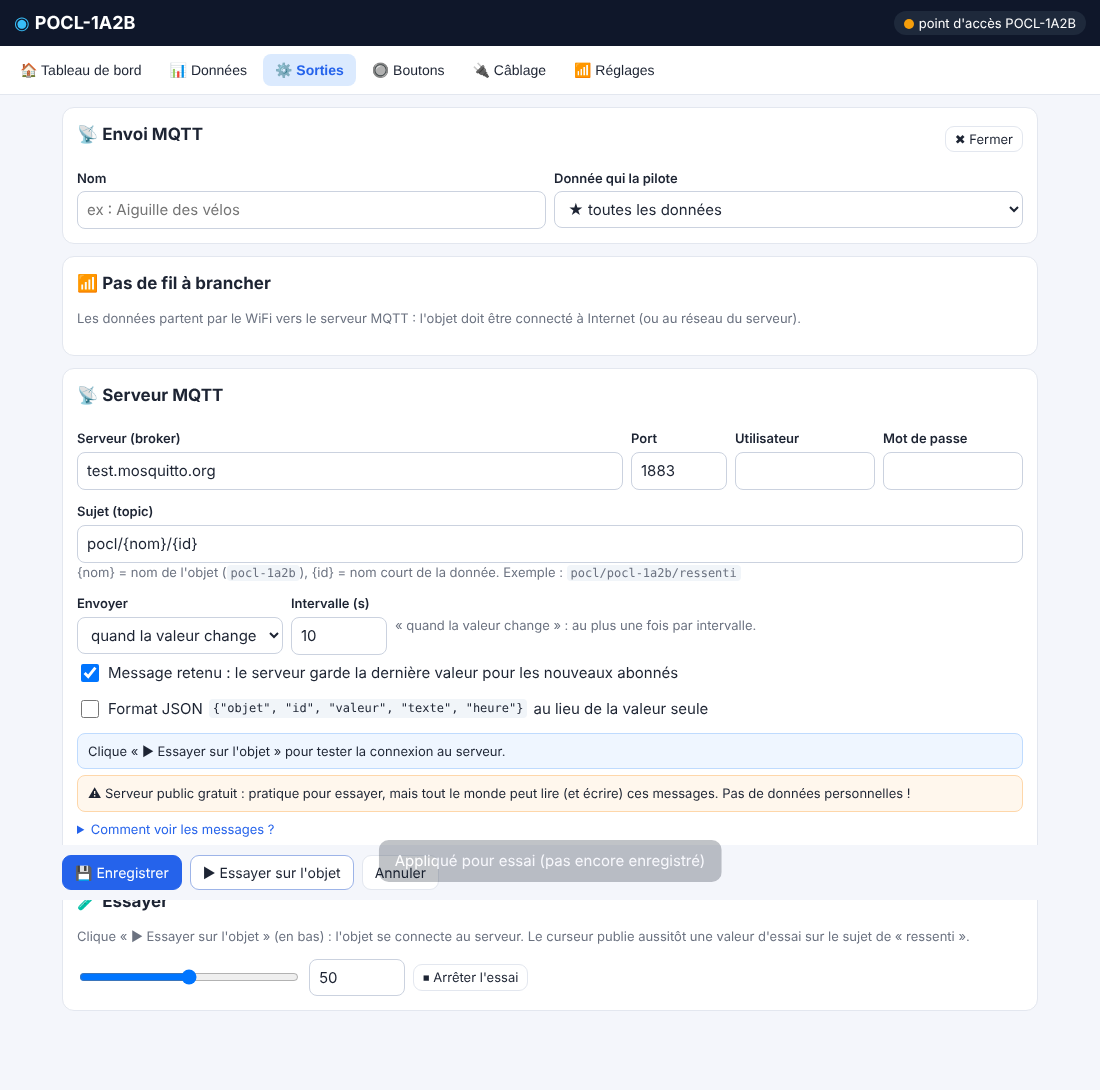 POCL-1A2B
point d'accès POCL-1A2B
Tableau de bord
Données
Sorties
Boutons
Câblage
Réglages
Envoi MQTT
✖ Fermer
Nom
Donnée qui la pilote
ex : Aiguille des vélos
★ toutes les données
Pas de fil à brancher
Les données partent par le WiFi vers le serveur MQTT : l'objet doit être connecté à Internet (ou au réseau du serveur).
Serveur MQTT
Serveur (broker)
Port
Utilisateur
Mot de passe
test.mosquitto.org
1883
Sujet (topic)
pocl/{nom}/{id}
{nom} = nom de l'objet ( pocl-1a2b ), {id} = nom court de la donnée. Exemple : pocl/pocl-1a2b/ressenti
Envoyer
Intervalle (s)
quand la valeur change
10
« quand la valeur change » : au plus une fois par intervalle.
Message retenu : le serveur garde la dernière valeur pour les nouveaux abonnés
Format JSON {"objet", "id", "valeur", "texte", "heure"} au lieu de la valeur seule
Clique « ▶ Essayer sur l'objet » pour tester la connexion au serveur.
⚠ Serveur public gratuit : pratique pour essayer, mais tout le monde peut lire (et écrire) ces messages. Pas de données personnelles !
▶ Comment voir les messages ?
Appliqué pour essai (pas encore enregistré)
Enregistrer
▶ Essayer sur l'objet
Annuler
Essayer
Clique « ▶ Essayer sur l'objet » (en bas) : l'objet se connecte au serveur. Le curseur publie aussitôt une valeur d'essai sur le sujet de « ressenti ».
50
■ Arrêter l'essai